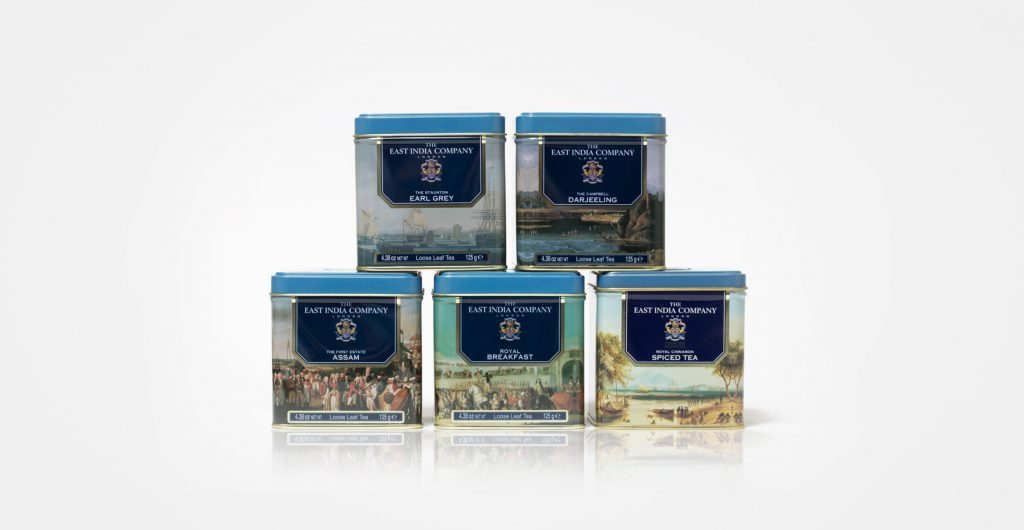 THE
EAST INDIA COMPANY
LONDON
THE STAUNTON
EARL GREY
4.38 OZ NET WT Loose Leaf Tea 125 g ℮
THE
EAST INDIA COMPANY
LONDON
THE CAMPBELL
DARJEELING
4.38 OZ NET WT Loose Leaf Tea 125 g ℮
THE
EAST INDIA COMPANY
LONDON
THE FIRST ESTATE
ASSAM
4.38 OZ NET WT Loose Leaf Tea 125 g ℮
THE
EAST INDIA COMPANY
LONDON
ROYAL
BREAKFAST
4.38 OZ NET WT Loose Leaf Tea 125 g ℮
THE
EAST INDIA COMPANY
LONDON
ROYAL CINNAMON
SPICED TEA